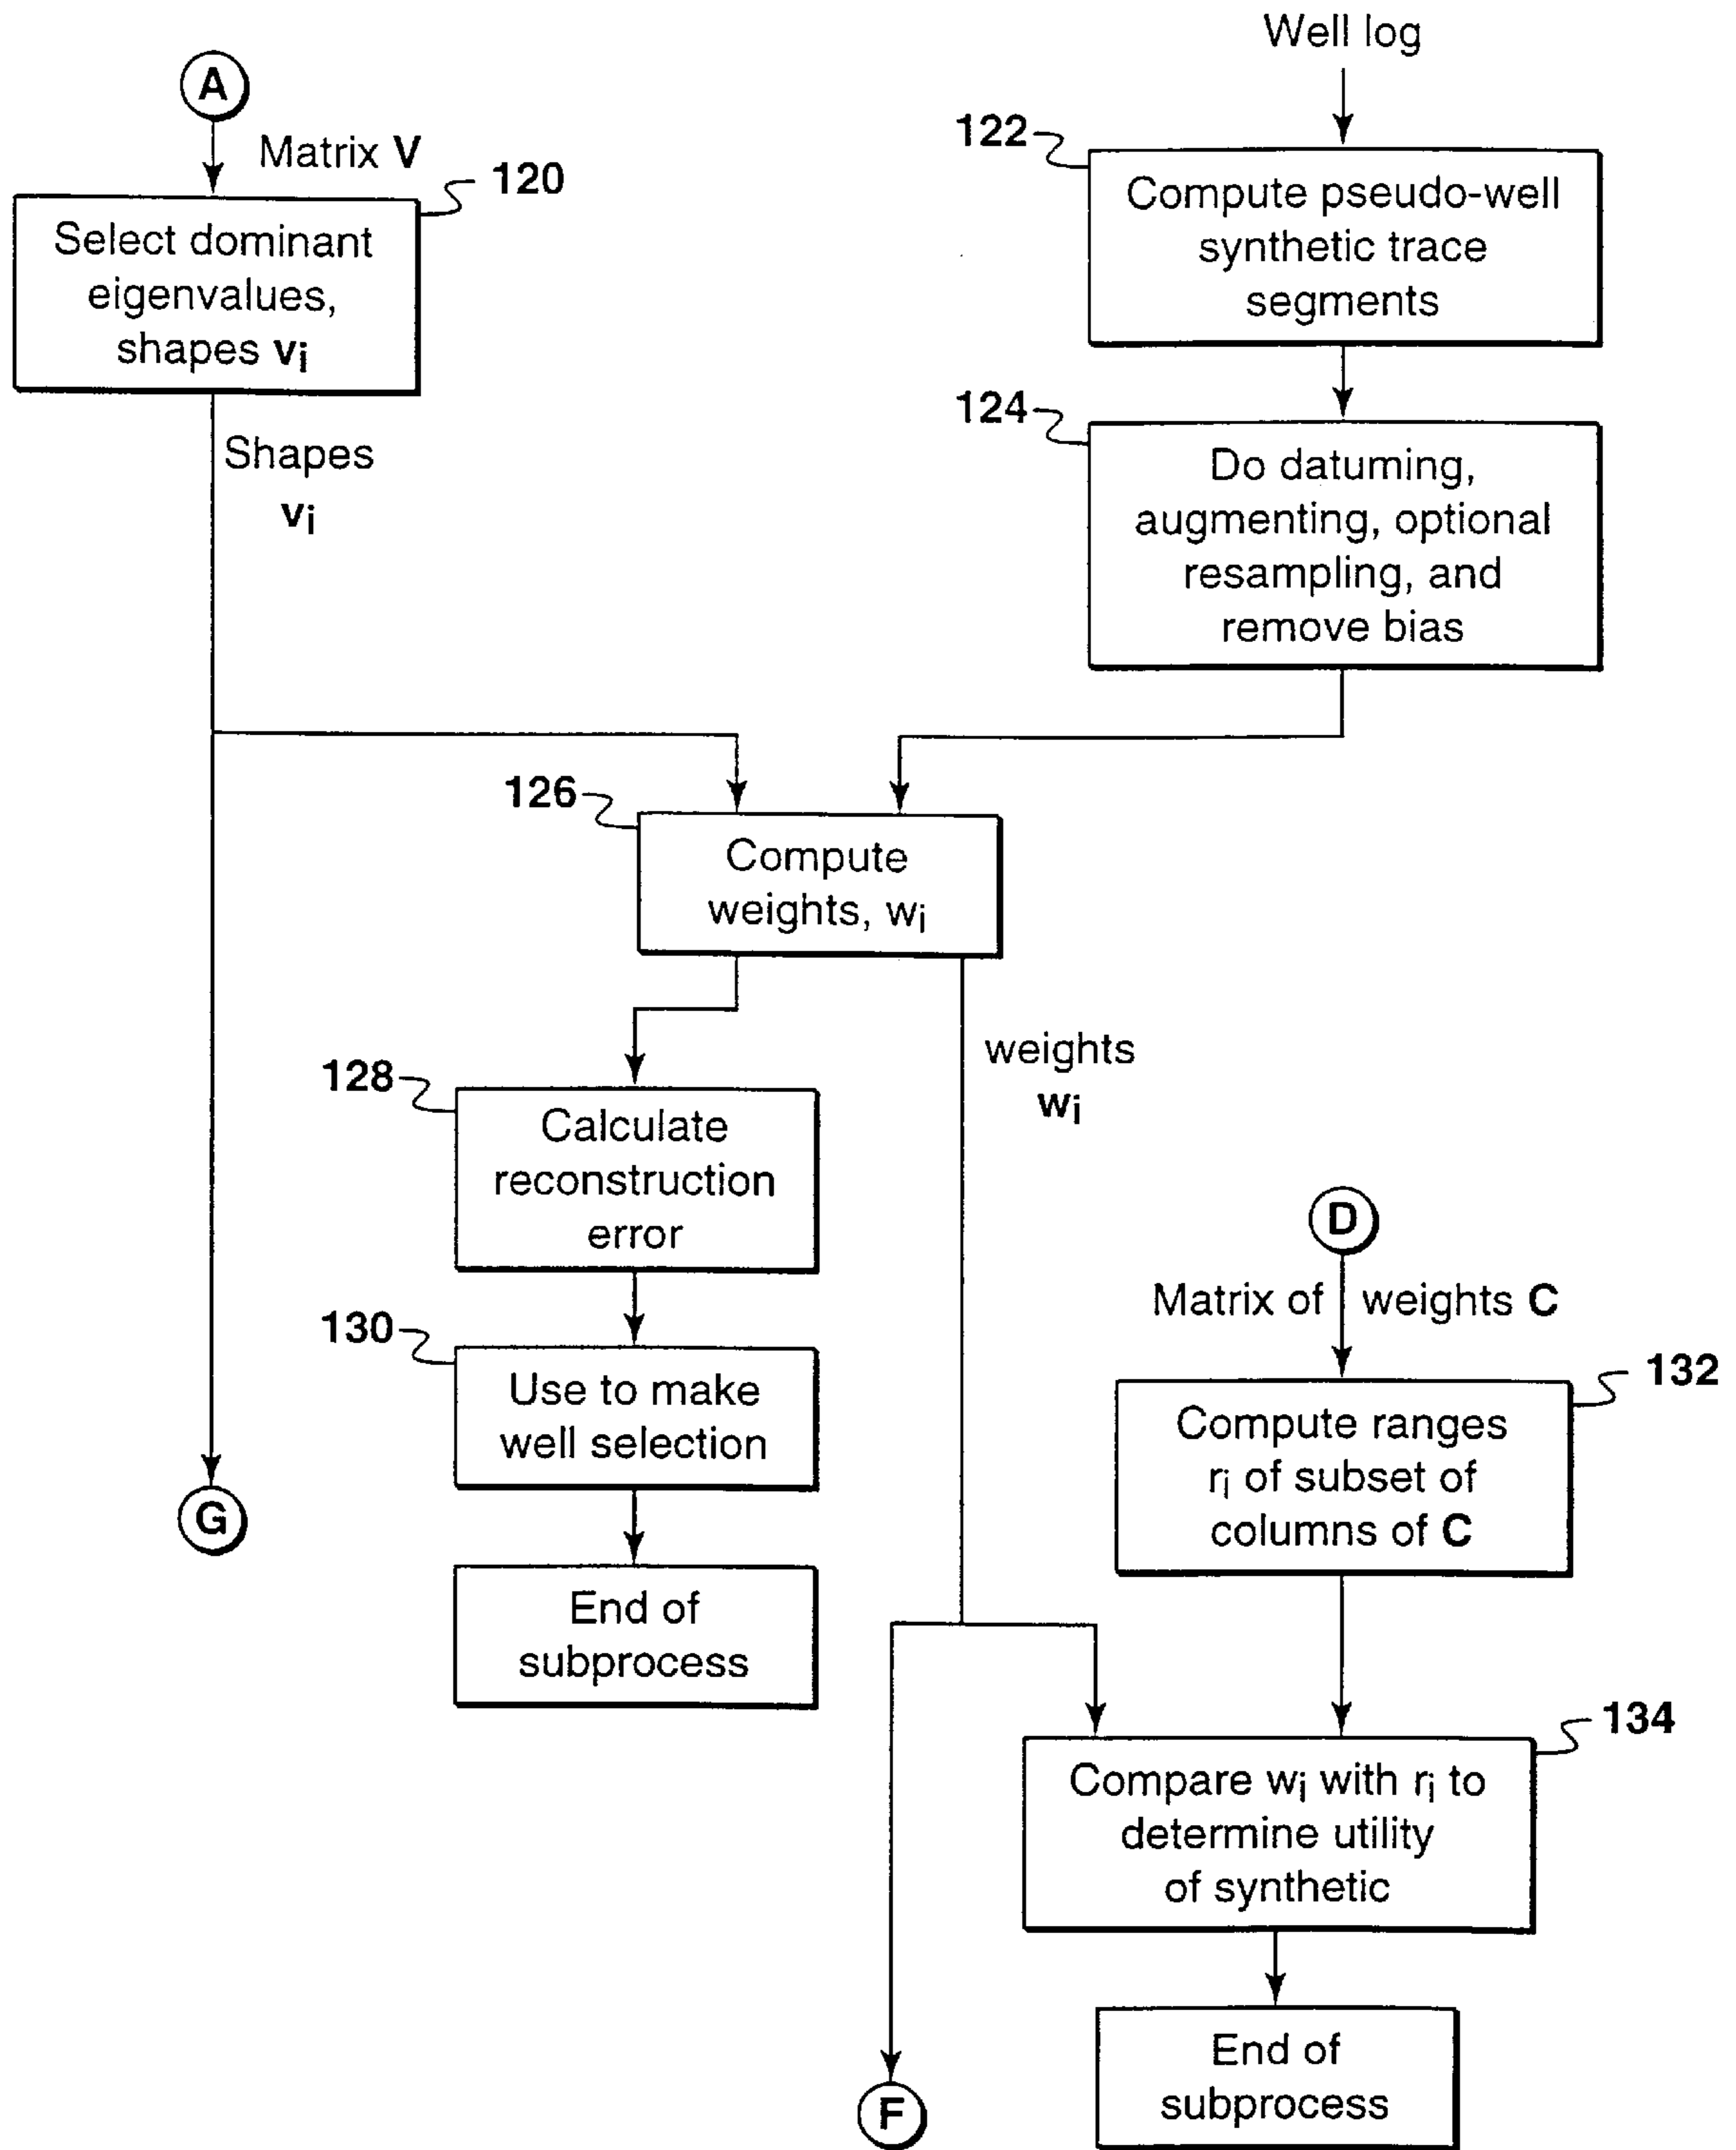 Well log
A
Matrix V
120
Select dominant
eigenvalues,
shapes vi
Shapes
vi
122
Compute pseudo-well
synthetic trace
segments
124
Do datuming,
augmenting, optional
resampling, and
remove bias
126
Compute
weights, wi
weights
wi
128
Calculate
reconstruction
error
130
Use to make
well selection
End of
subprocess
G
D
Matrix of weights C
132
Compute ranges
ri of subset of
columns of C
134
Compare wi with ri to
determine utility
of synthetic
End of
subprocess
F